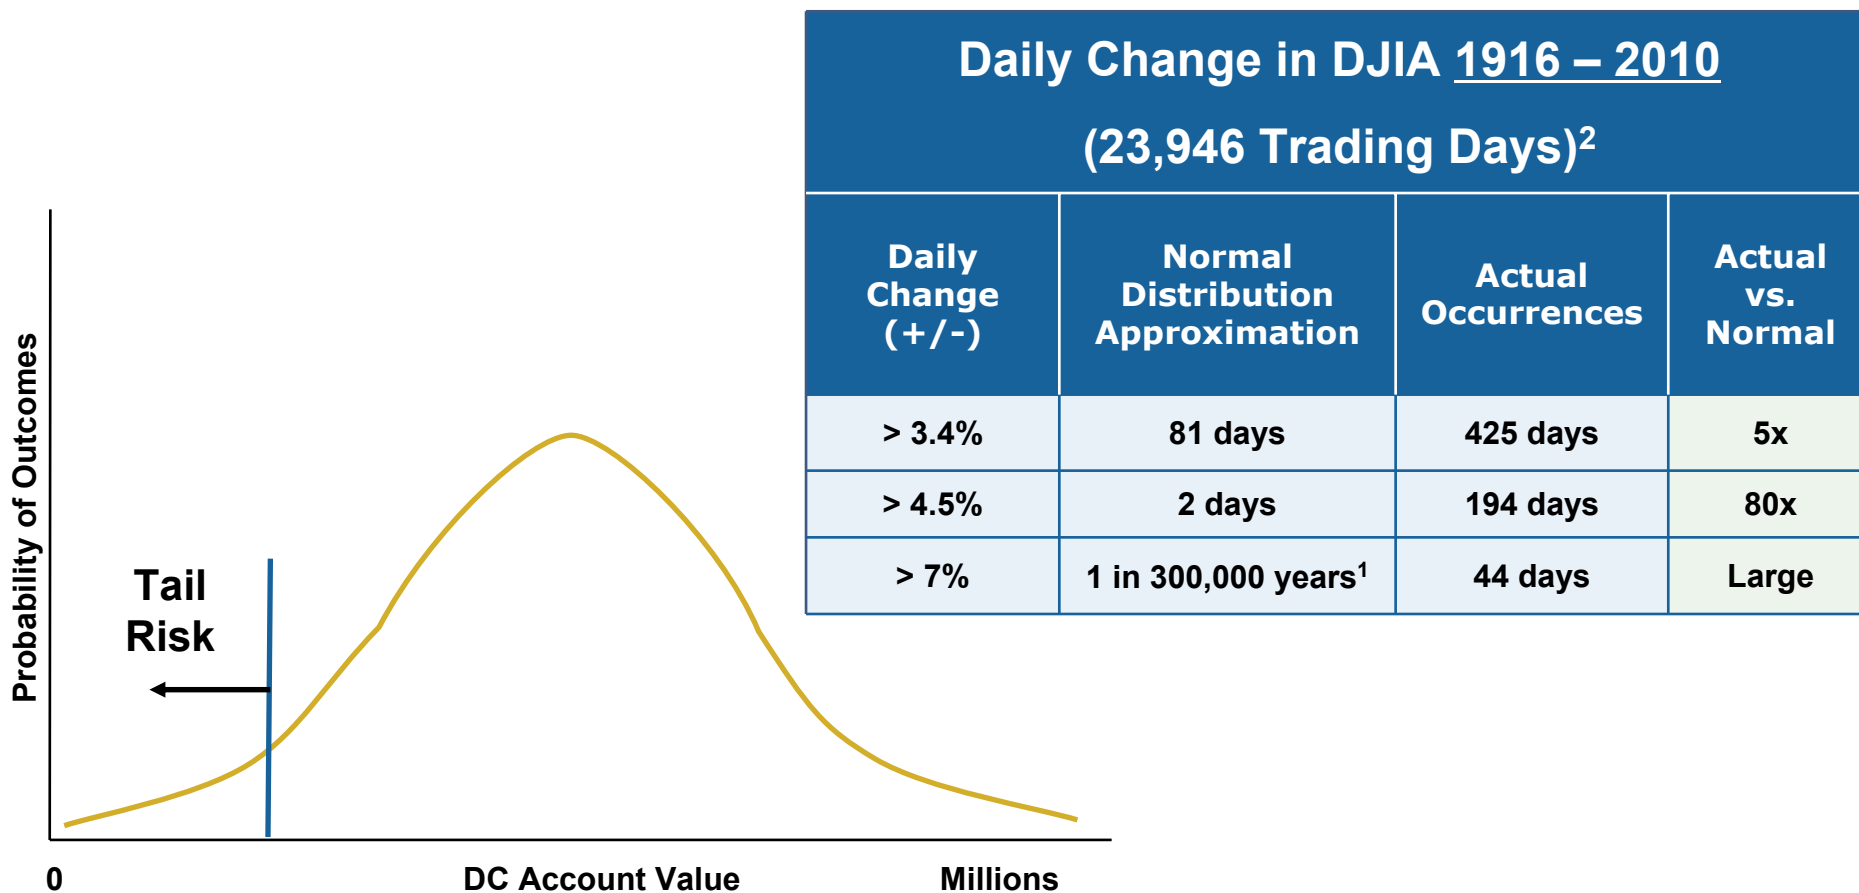 Daily Change in DJIA 1916 – 2010
(23,946 Trading Days)²
Daily
Change
(+/-)
Normal
Distribution
Approximation
Actual
Occurrences
Actual
vs.
Normal
> 3.4%
81 days
425 days
5x
> 4.5%
2 days
194 days
80x
> 7%
1 in 300,000 years¹
44 days
Large
Probability of Outcomes
Tail
Risk
0
DC Account Value
Millions